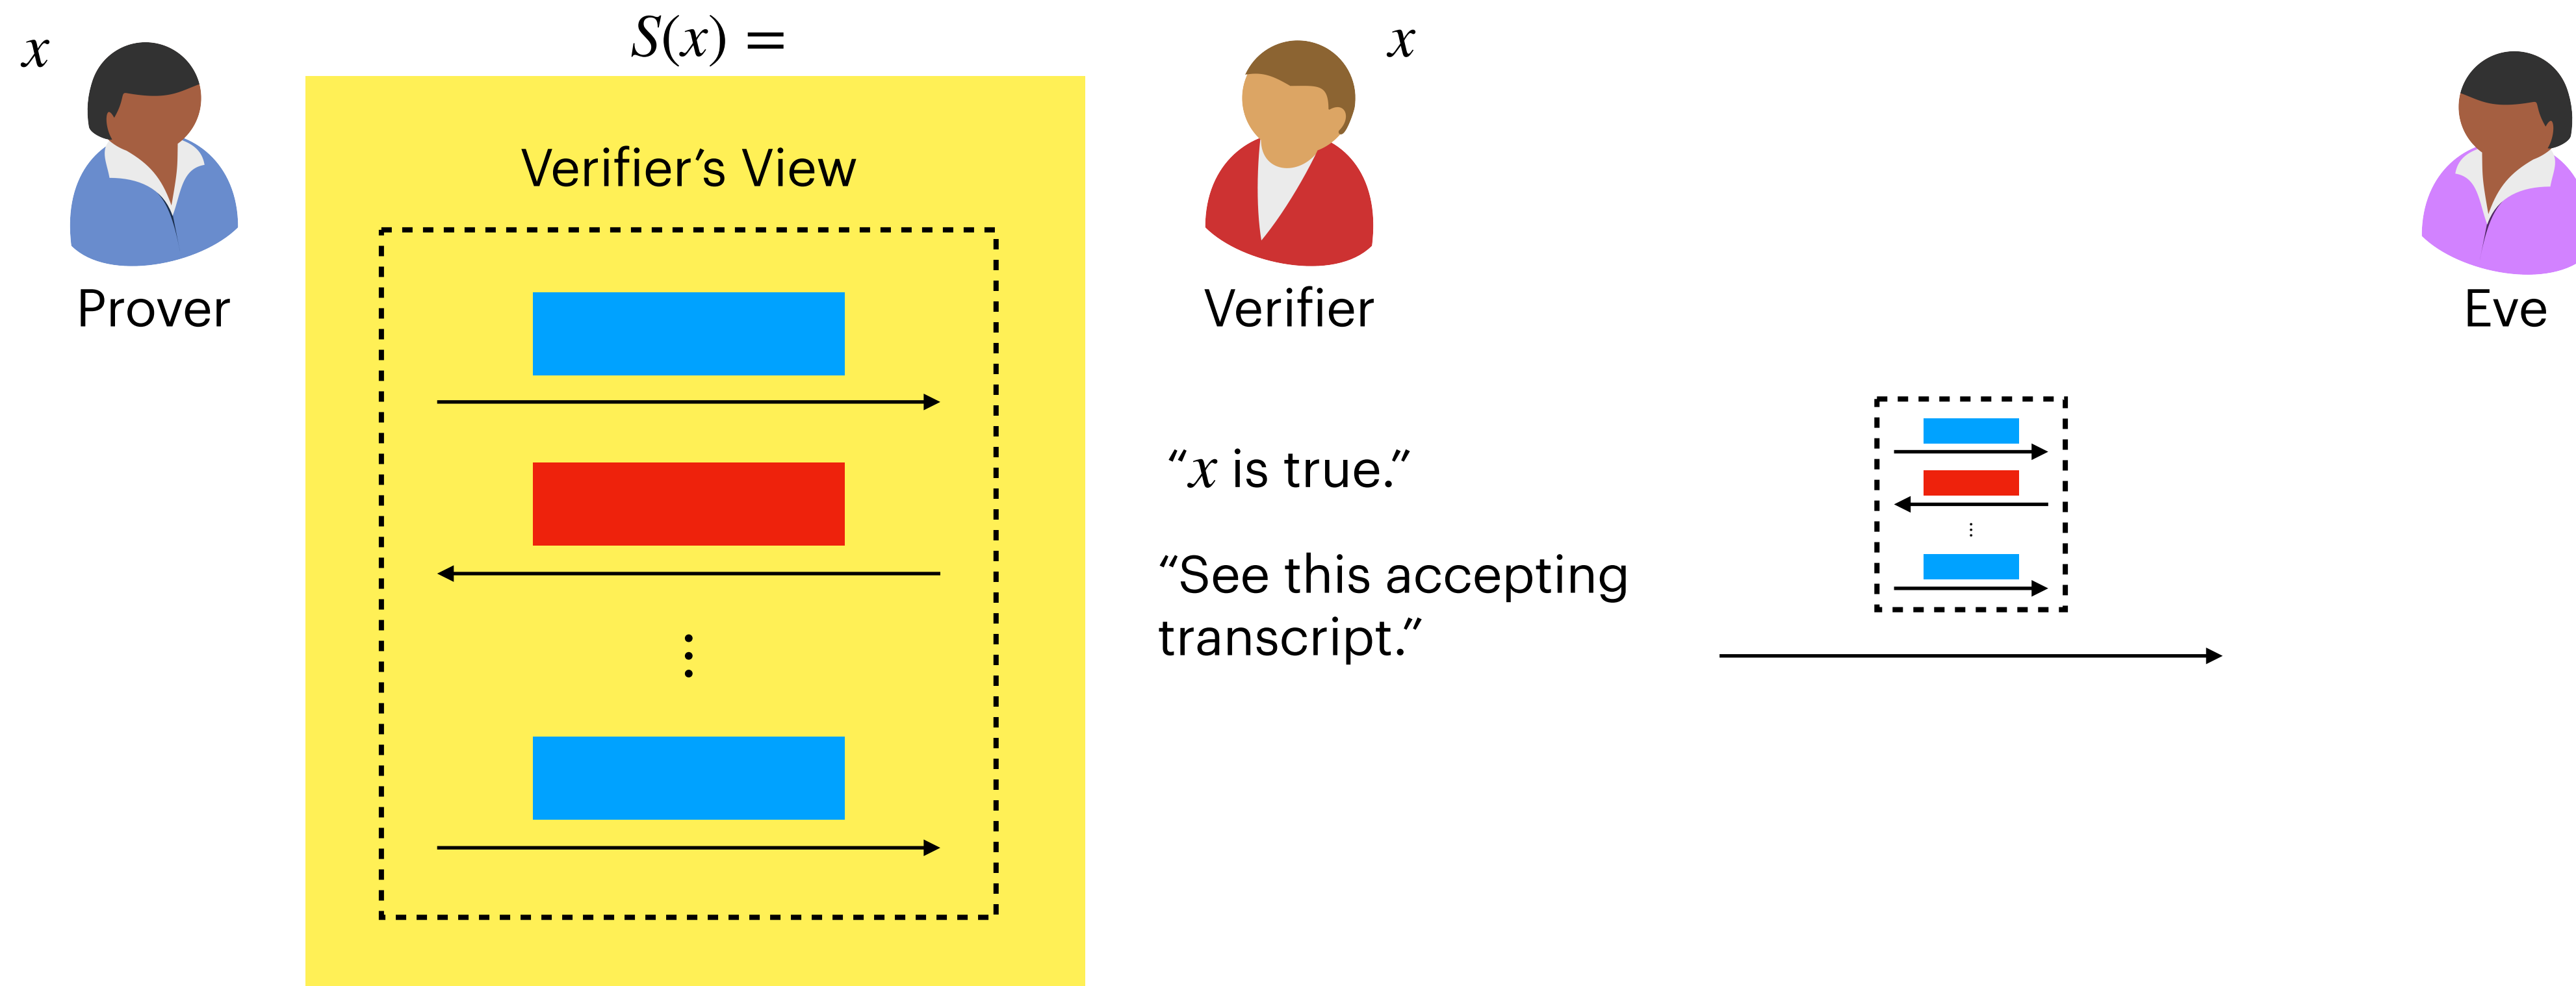 x
S(x) =
x
Verifier’s View
Prover
Verifier
Eve
“x is true.”
“See this accepting
transcript.”